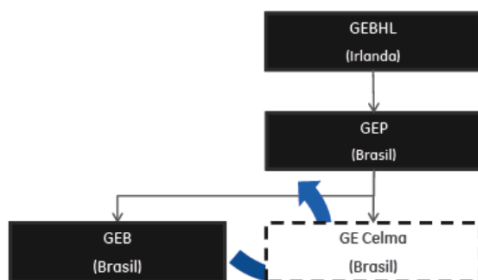 GEBHL
(Irlanda)
GEP
(Brasil)
GEB
(Brasil)
GE Celma
(Brasil)